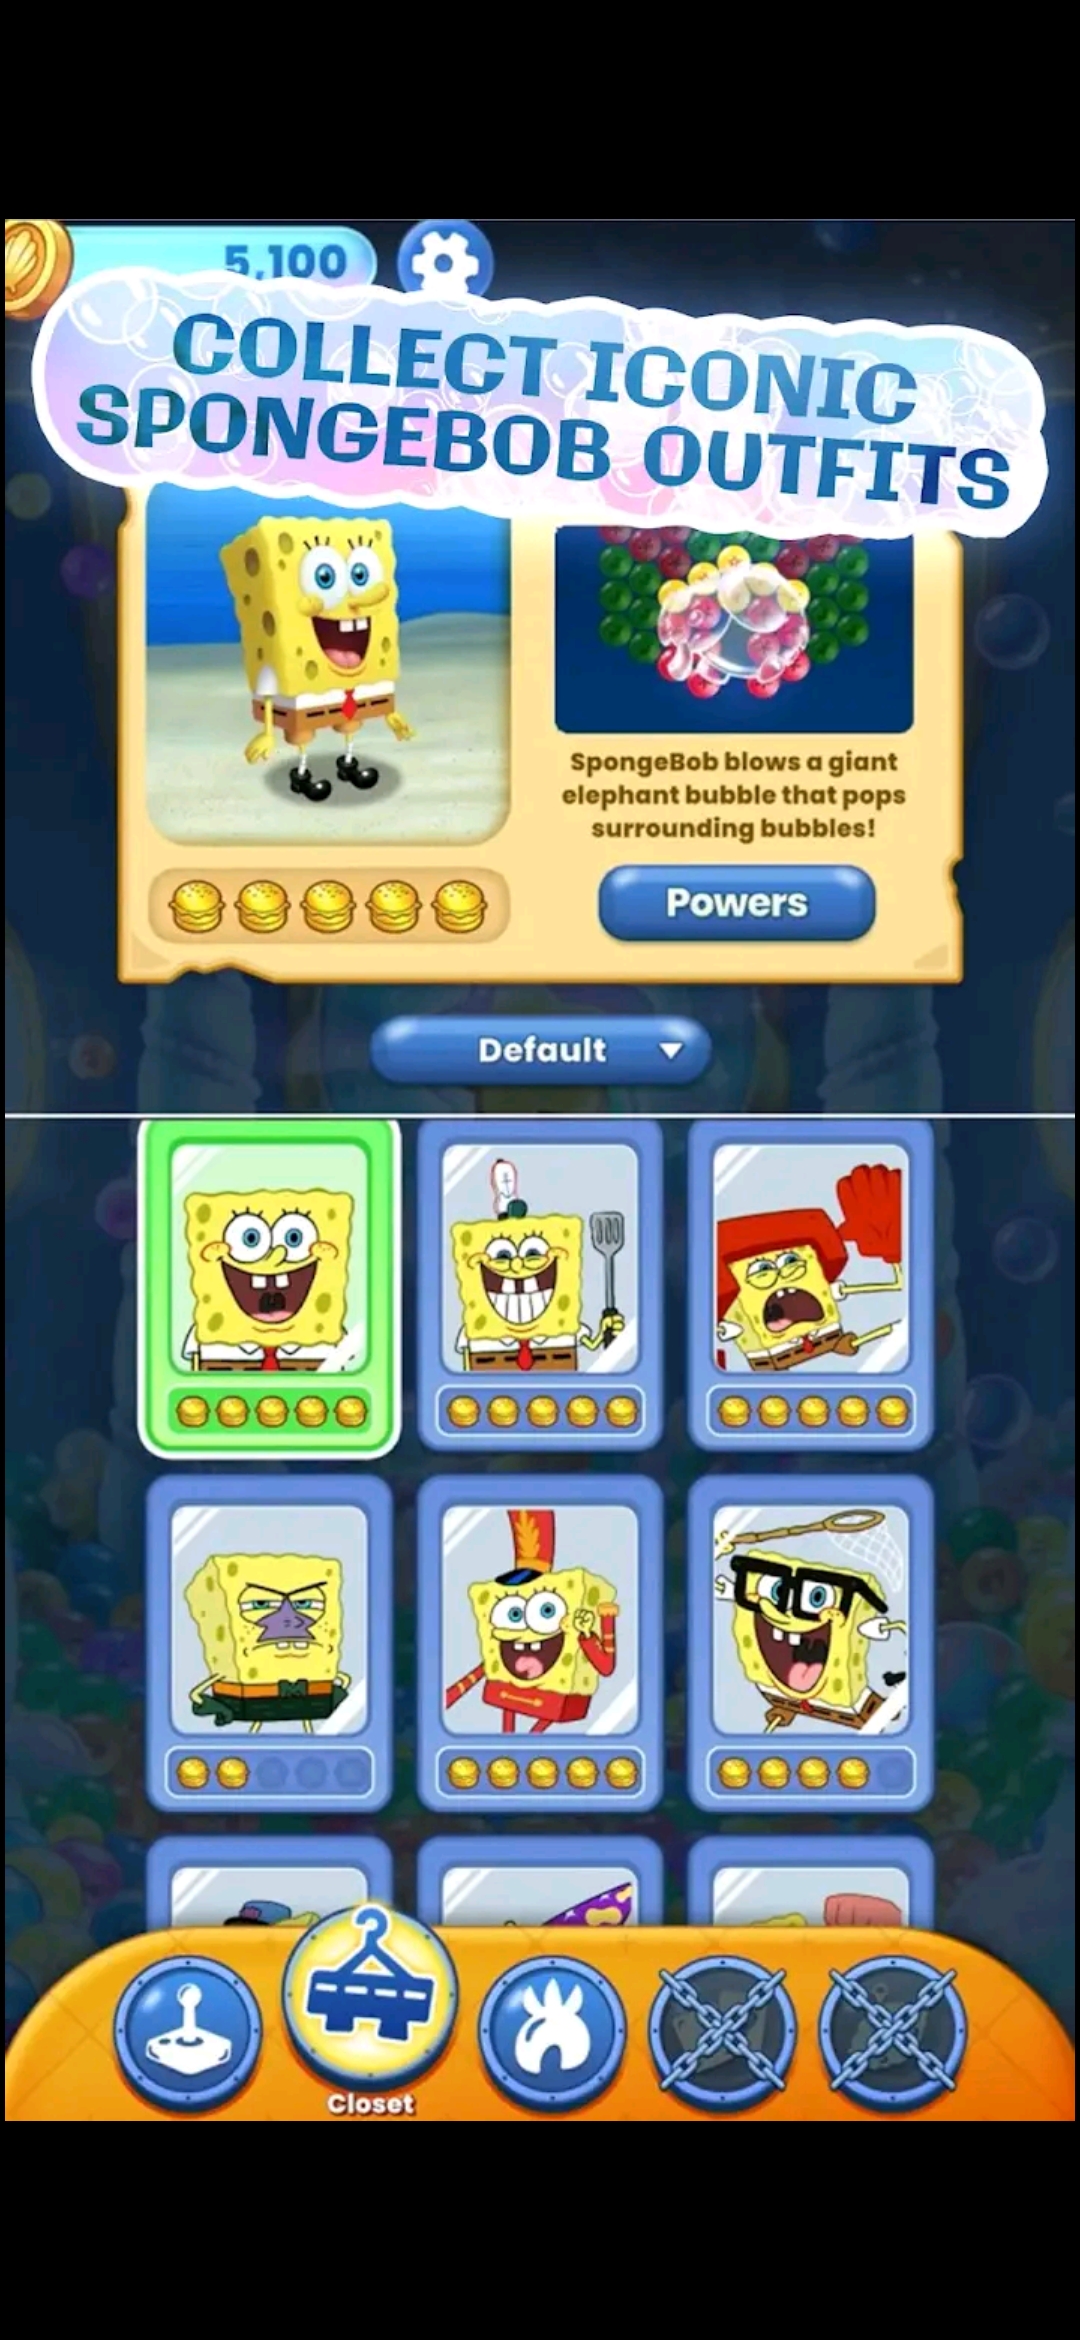 5,100
COLLECT ICONIC
SPONGEBOB OUTFITS
SpongeBob blows a giant
elephant bubble that pops
surrounding bubbles!
Powers
Default
M
Closet